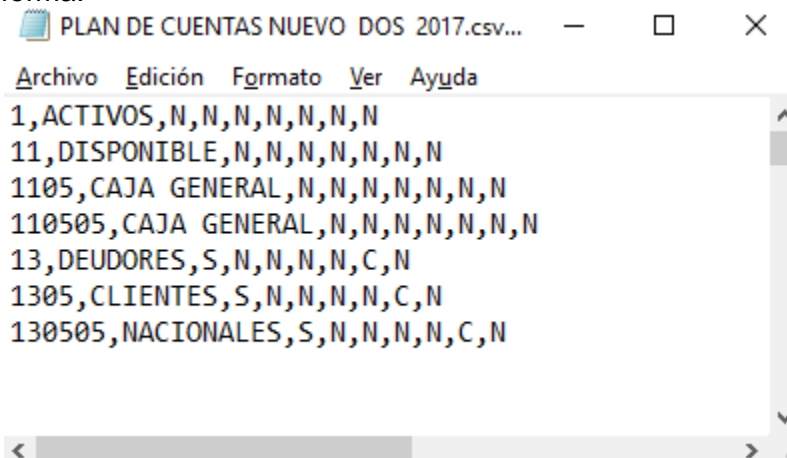 PLAN DE CUENTAS NUEVO DOS 2017.csv...
Archivo Edición Formato Ver Ayuda
1,ACTIVOS,N,N,N,N,N,N,N
11,DISPONIBLE,N,N,N,N,N,N,N
1105,CAJA GENERAL,N,N,N,N,N,N,N
110505,CAJA GENERAL,N,N,N,N,N,N,N
13,DEUDORES,S,N,N,N,N,C,N
1305,CLIENTES,S,N,N,N,N,C,N
130505,NACIONALES,S,N,N,N,N,C,N